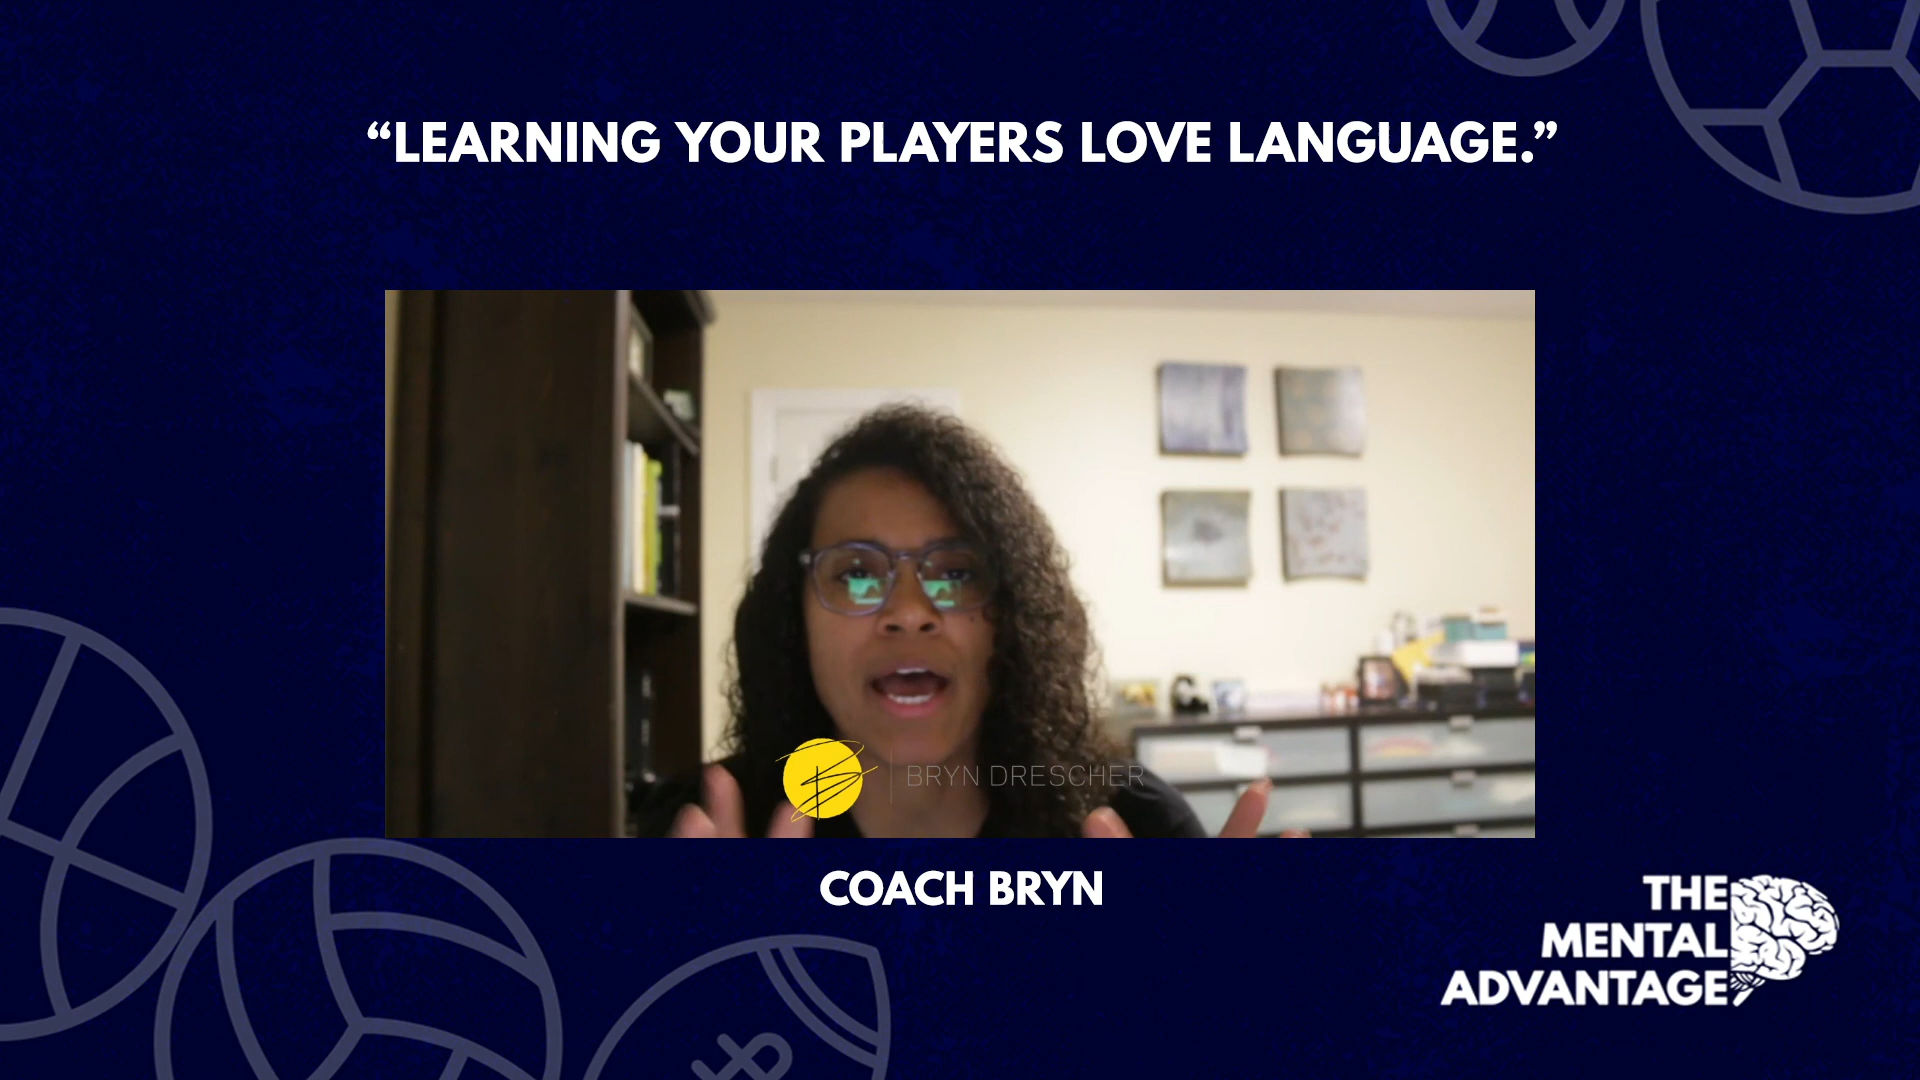 “LEARNING YOUR PLAYERS LOVE LANGUAGE.”
BRYN DRESCHER
COACH BRYN
THE
MENTAL
ADVANTAGE